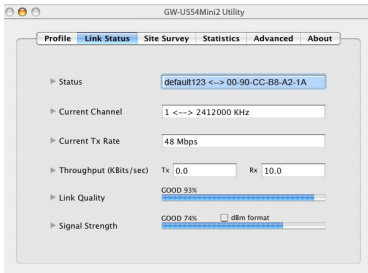 GW-US54Mini2 Utility
Profile Link Status Site Survey Statistics Advanced About
Status default123 <--> 00-90-CC-B8-A2-1A
Current Channel 1 <--> 2412000 KHz
Current Tx Rate 48 Mbps
Throughput (KBits/sec) Tx 0.0 Rx 10.0
GOOD 93%
Link Quality
GOOD 74% dBm format
Signal Strength